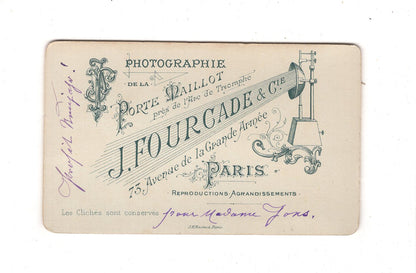 PHOTOGRAPHIE
DE LA
PORTE MAILLOT
près de l'Arc de Triomphe
J. FOURCADE & Cie
75, Avenue de la Grande Armée
PARIS
REPRODUCTIONS-AGRANDISSEMENTS
Les Clichés sont conservés pour Madame